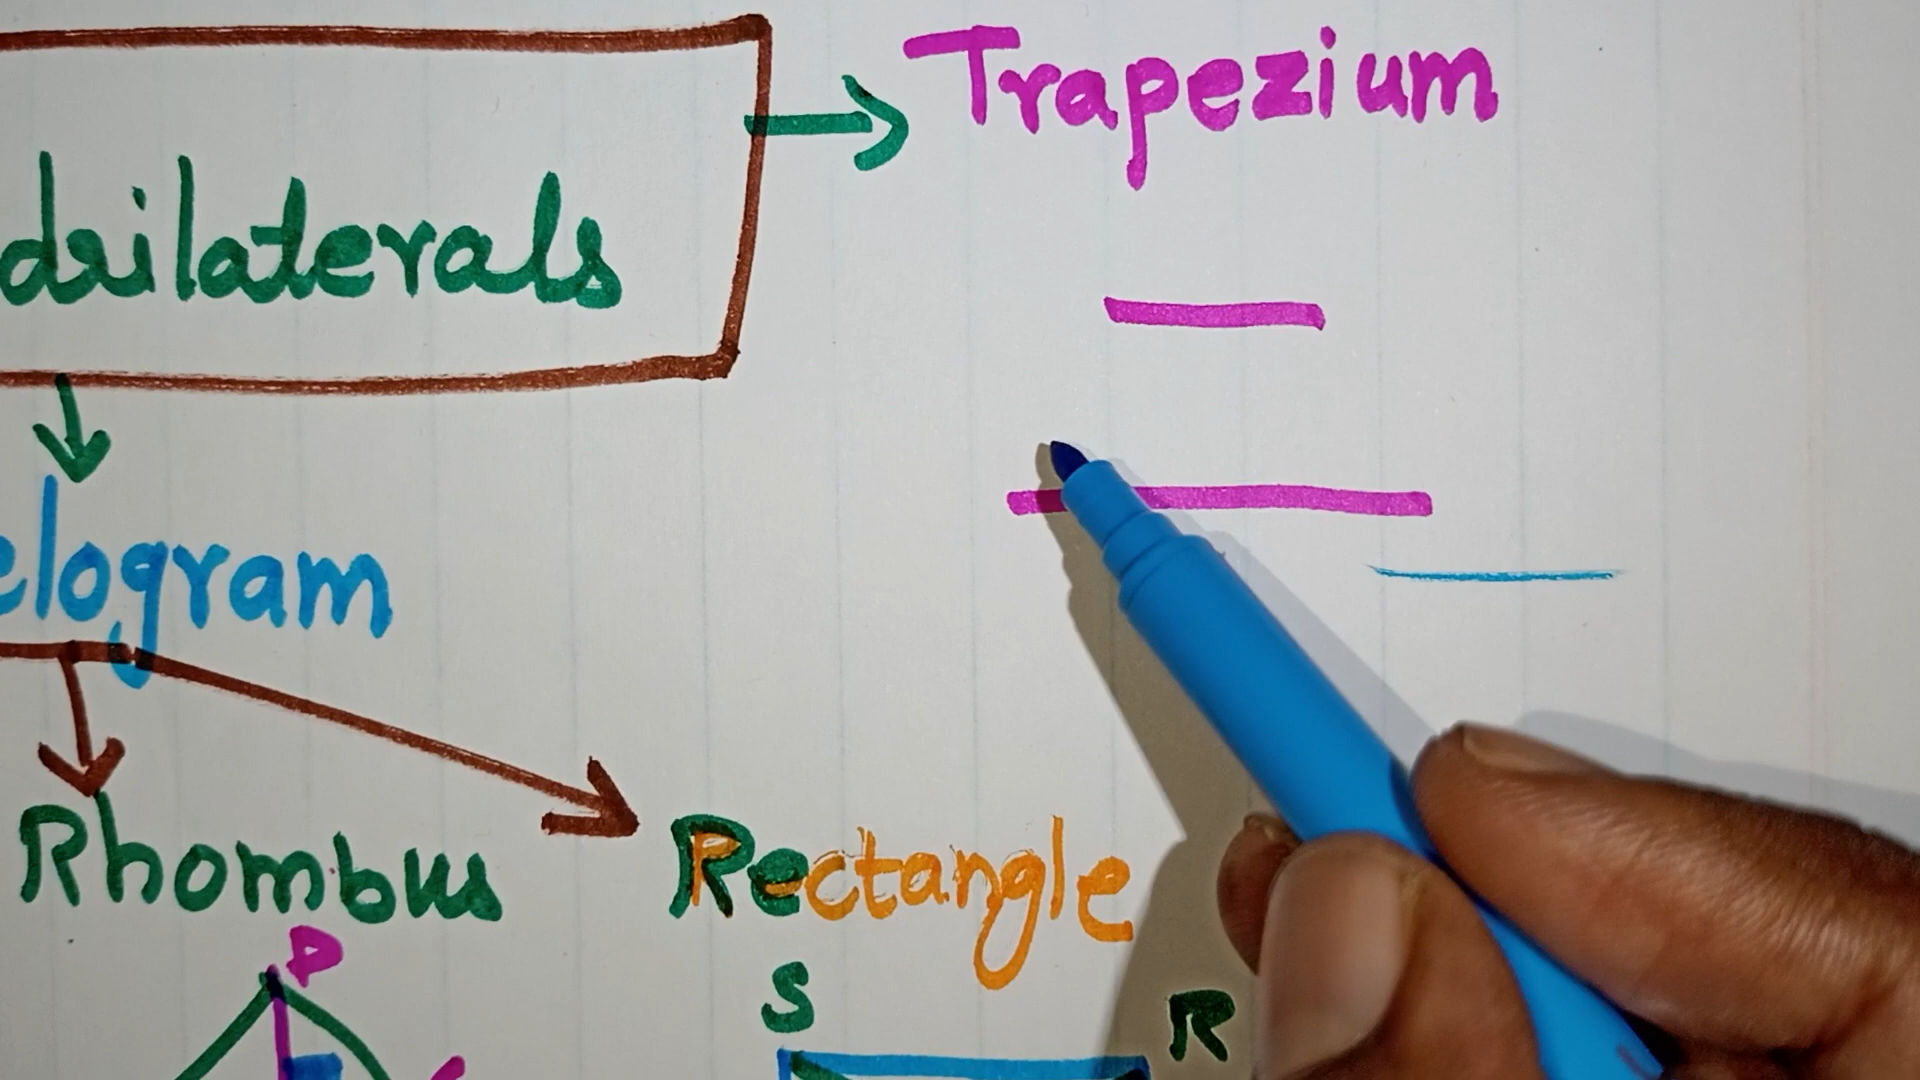 Trapezium
drilaterals
elogram
Rhombus
Rectangle
P
S
R